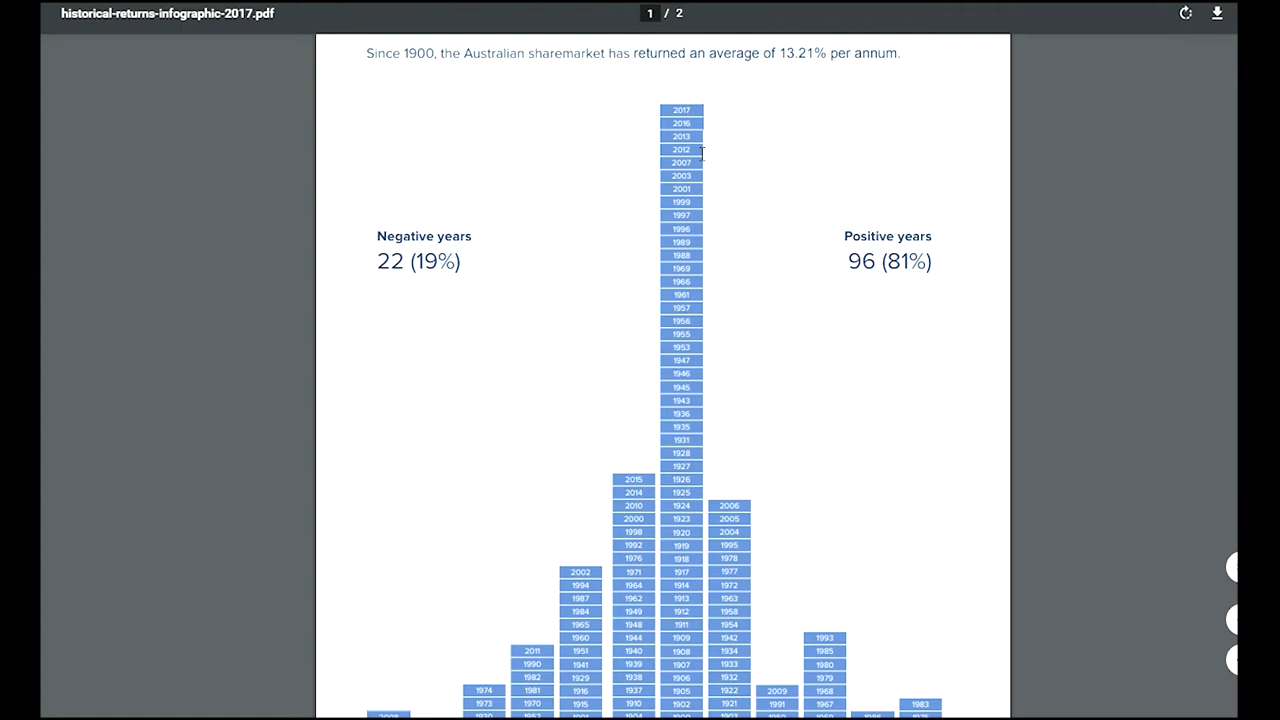 historical-returns-infographic-2017.pdf
1 / 2
Since 1900, the Australian sharemarket has returned an average of 13.21% per annum.
Negative years
22 (19%)
Positive years
96 (81%)
2017
2016
2013
2012
2007
2003
2001
1999
1997
1996
1989
1988
1969
1966
1961
1957
1956
1955
1953
1947
1946
1945
1943
1936
1935
1931
1928
1927
2015 1926
2014 1925
2010 1924 2006
2000 1923 2005
1998 1920 2004
1992 1919 1995
1976 1918 1978
2002 1971 1917 1977
1994 1964 1914 1972
1987 1962 1913 1963
1984 1949 1912 1958
1965 1948 1911 1954
1960 1944 1909 1942 1993
2011 1951 1940 1908 1934 1985
1990 1941 1939 1907 1933 1980
1982 1929 1938 1906 1932 1979
1974 1981 1916 1937 1905 1922 2009 1968
1973 1970 1910 1902 1921 1991 1967 1983